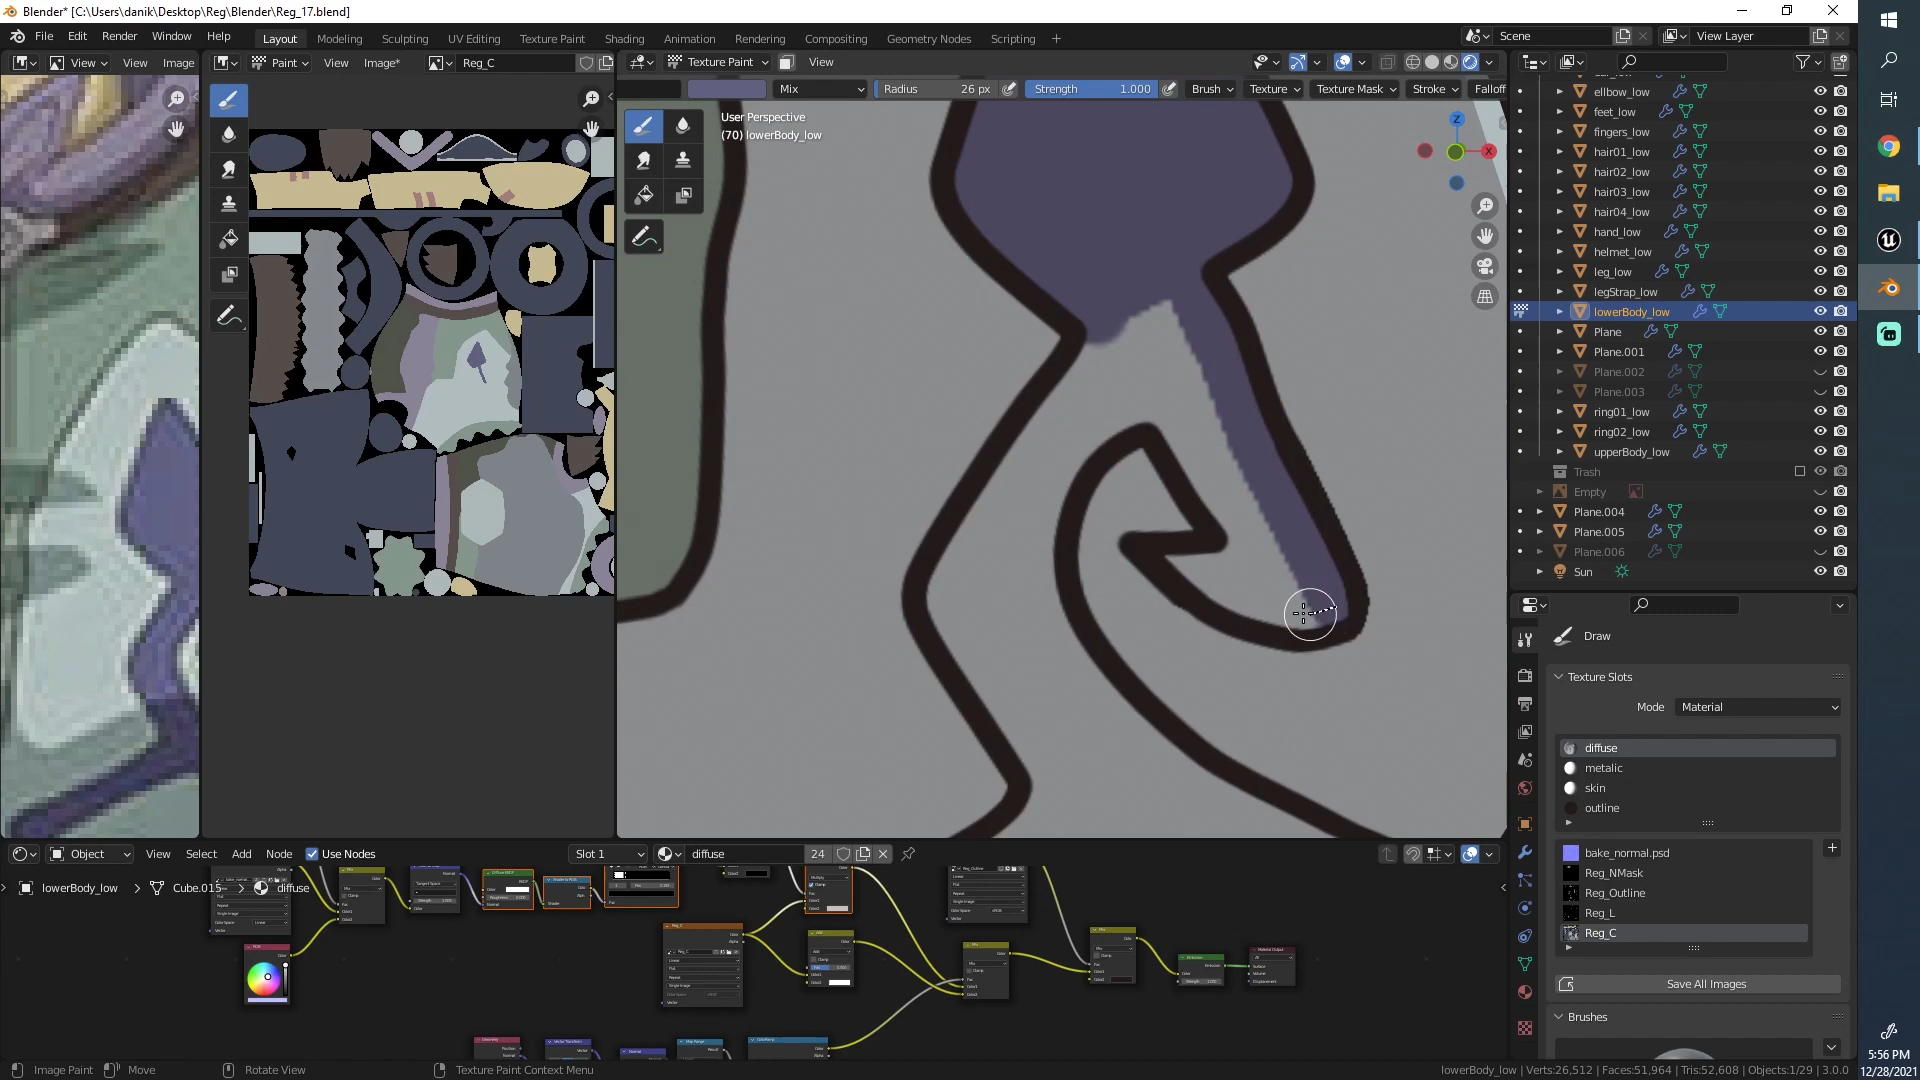 Blender* [C:\Users\danik\Desktop\Reg\Blender\Reg_17.blend]
File Edit Render Window Help
Layout Modeling Sculpting UV Editing Texture Paint Shading Animation Rendering Compositing Geometry Nodes Scripting +
Scene View Layer
View View Image
Paint View Image* Reg_C
Texture Paint View
Mix Radius 26 px Strength 1.000 Brush Texture Texture Mask Stroke Falloff
User Perspective
(70) lowerBody_low
Z
X
ellbow_low
feet_low
fingers_low
hair01_low
hair02_low
hair03_low
hair04_low
hand_low
helmet_low
leg_low
legStrap_low
lowerBody_low
Plane
Plane.001
Plane.002
Plane.003
ring01_low
ring02_low
upperBody_low
Trash
Empty
Plane.004
Plane.005
Plane.006
Sun
Draw
Texture Slots
Mode Material
diffuse
metalic
skin
outline
bake_normal.psd
Reg_NMask
Reg_Outline
Reg_L
Reg_C
Save All Images
Brushes
Object View Select Add Node Use Nodes Slot 1 diffuse 24
lowerBody_low Cube.015 diffuse
Image Paint Move Rotate View Texture Paint Context Menu
lowerBody_low | Verts:26,512 | Faces:51,964 | Tris:52,608 | Objects:1/29 | 3.0.0
5:56 PM
12/28/2021